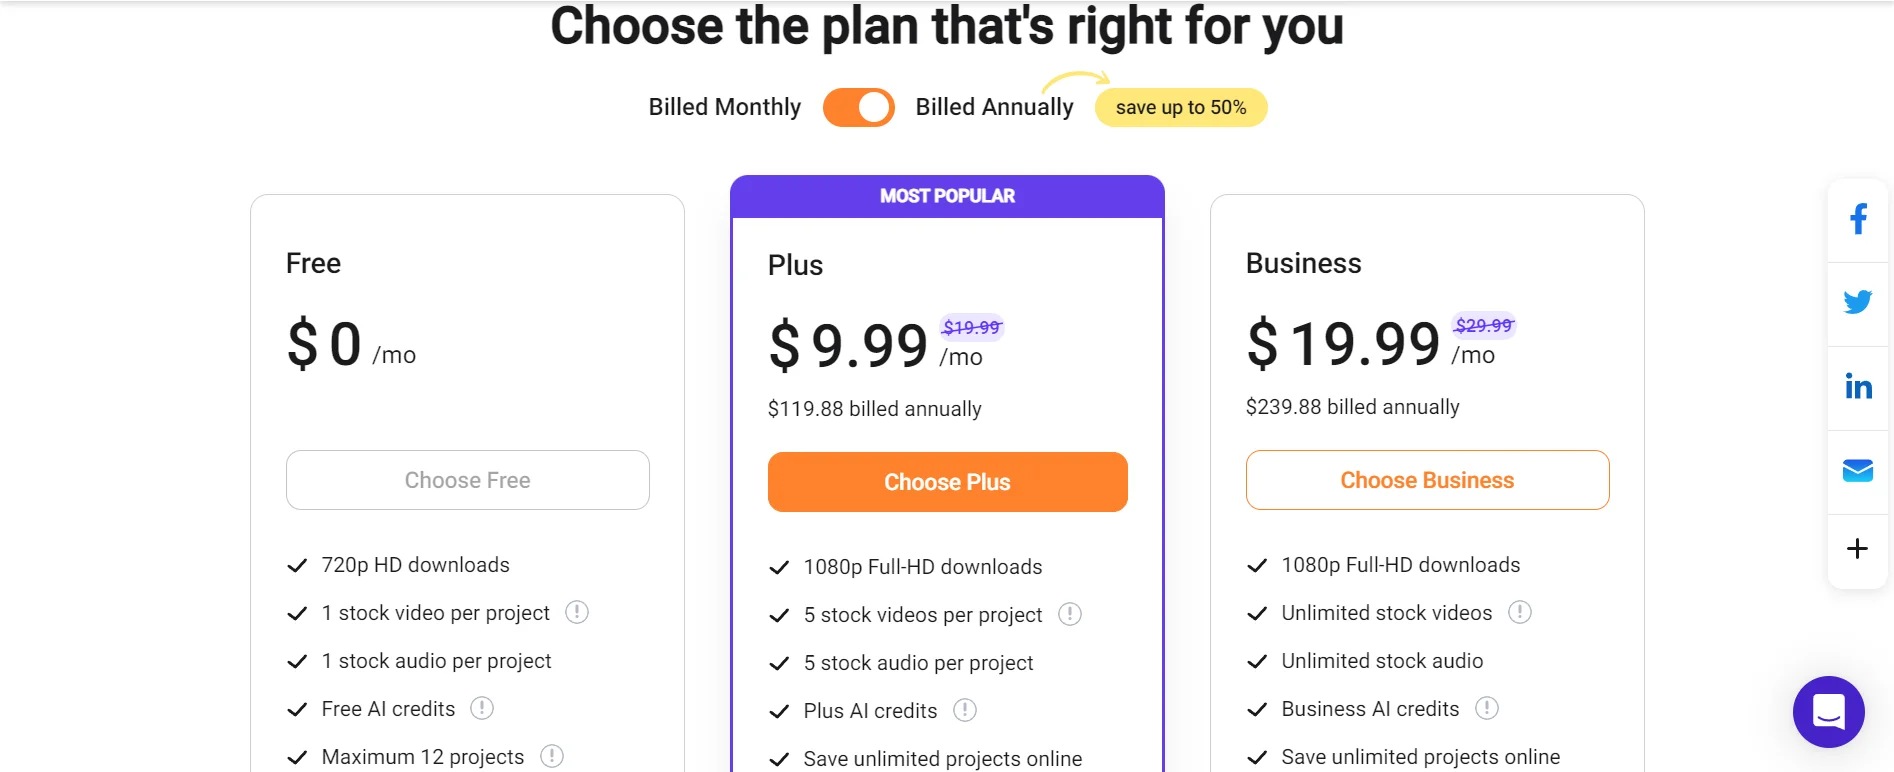 Choose the plan that's right for you
Billed Monthly
Billed Annually
save up to 50%
Free
$0 /mo
Choose Free
720p HD downloads
1 stock video per project
1 stock audio per project
Free AI credits
Maximum 12 projects
MOST POPULAR
Plus
$9.99 $19.99 /mo
$119.88 billed annually
Choose Plus
1080p Full-HD downloads
5 stock videos per project
5 stock audio per project
Plus AI credits
Save unlimited projects online
Business
$19.99 $29.99 /mo
$239.88 billed annually
Choose Business
1080p Full-HD downloads
Unlimited stock videos
Unlimited stock audio
Business AI credits
Save unlimited projects online